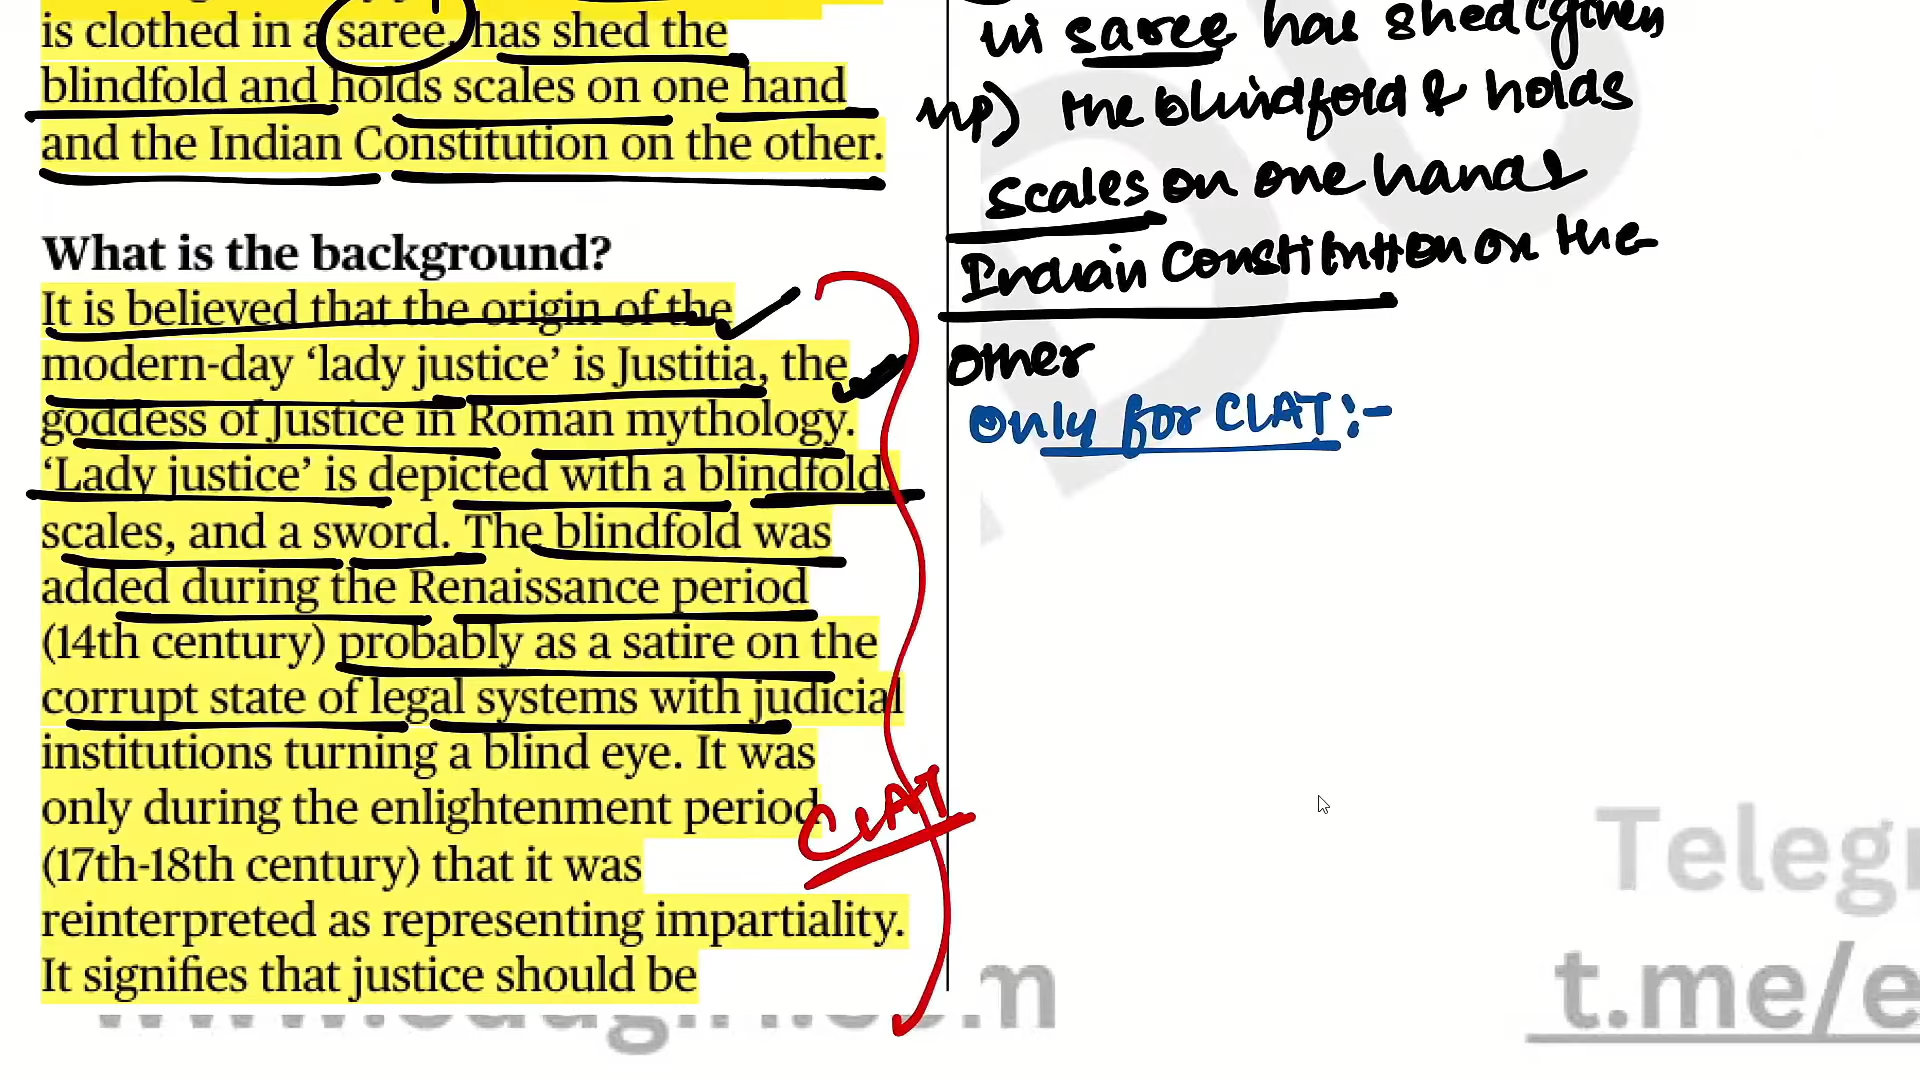 is clothed in a saree, has shed the
blindfold and holds scales on one hand
and the Indian Constitution on the other.
What is the background?
It is believed that the origin of the
modern-day ‘lady justice’ is Justitia, the
goddess of Justice in Roman mythology.
‘Lady justice’ is depicted with a blindfold,
scales, and a sword. The blindfold was
added during the Renaissance period
(14th century) probably as a satire on the
corrupt state of legal systems with judicial
institutions turning a blind eye. It was
only during the enlightenment period
(17th-18th century) that it was
reinterpreted as representing impartiality.
It signifies that justice should be
CLAT
in saree has shed (given
up) the blindfold & holds
scales on one hand &
Indian Constitution on the
other
Only for CLAT:-
Telegr
t.me/e